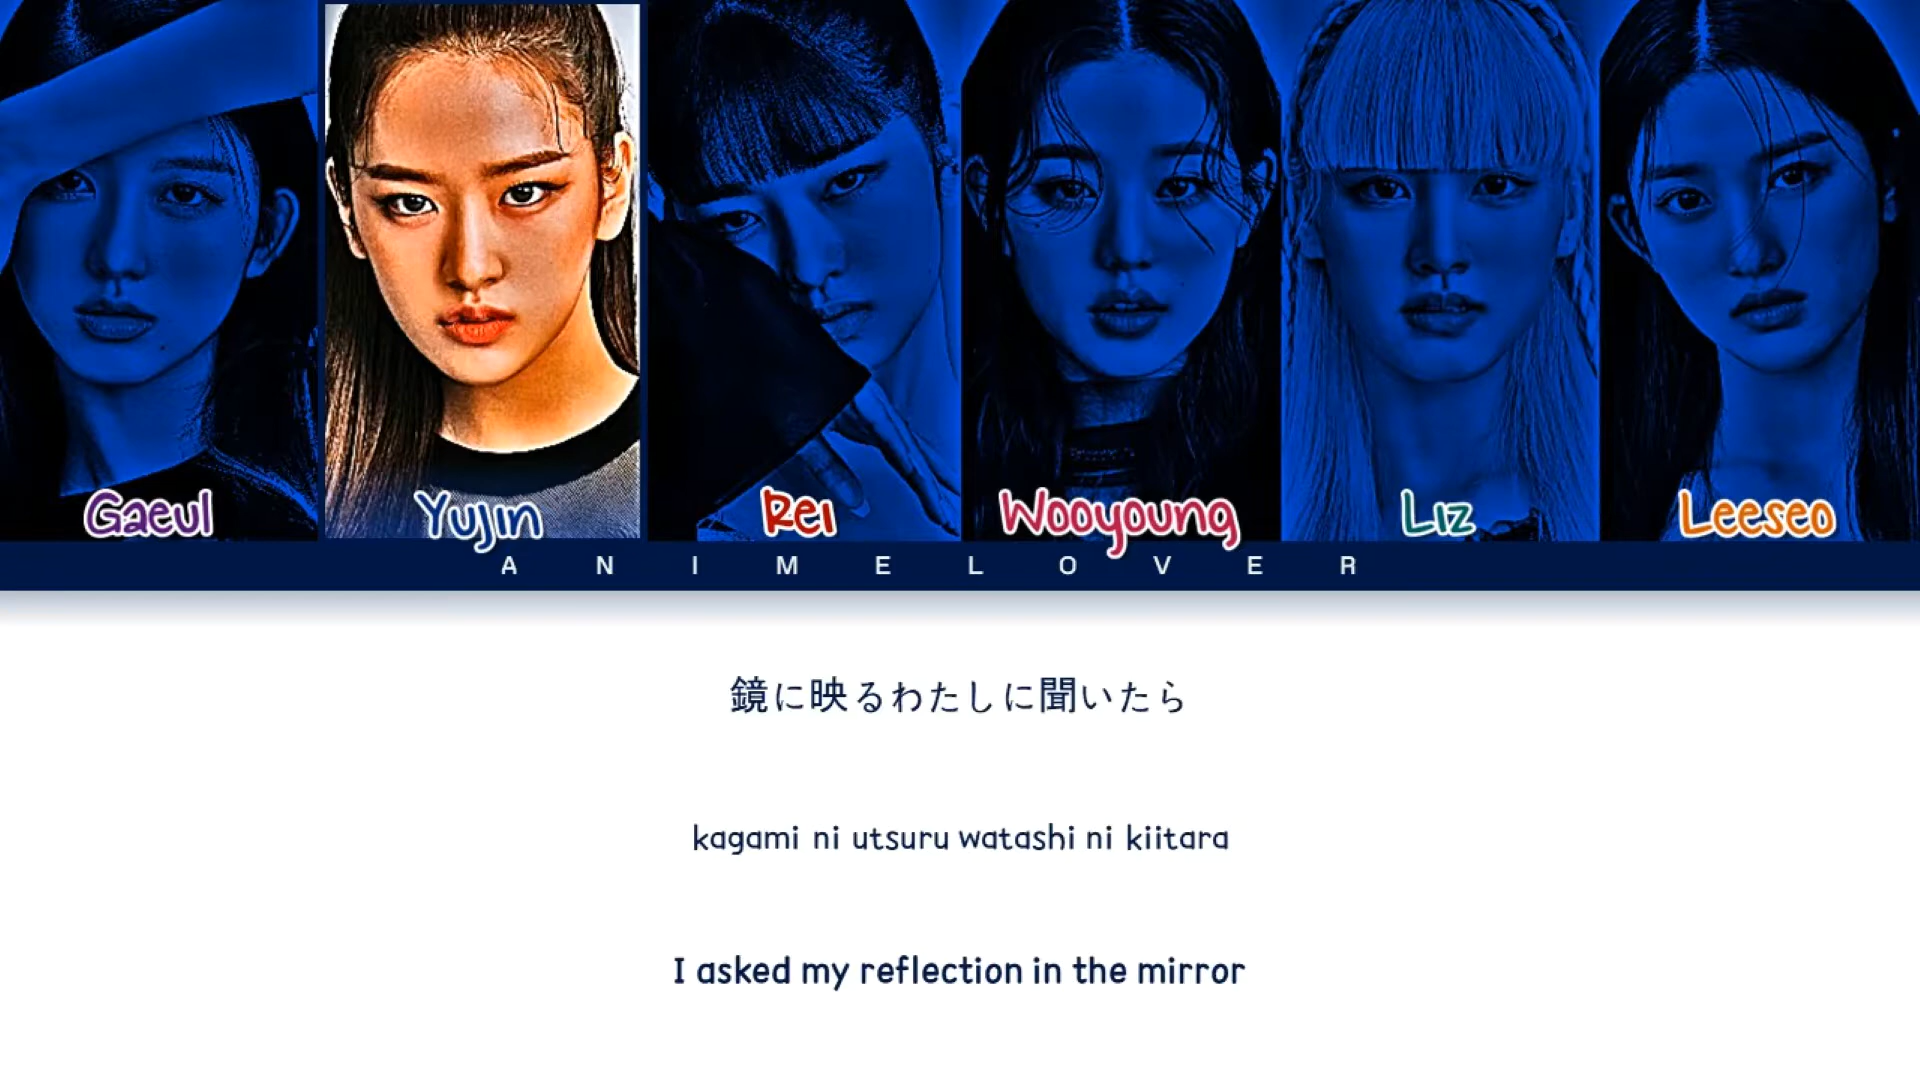 Gaeul Yujin Rei Wooyoung Liz Leeseo
A N I M E L O V E R
鏡に映るわたしに聞いたら
kagami ni utsuru watashi ni kiitara
I asked my reflection in the mirror